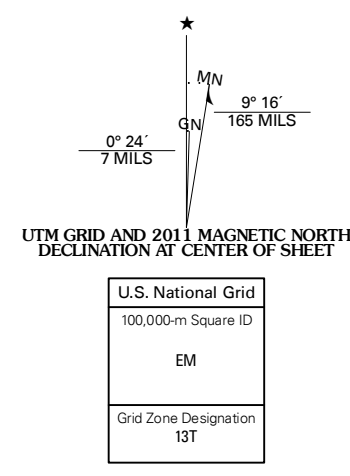 ★
MN
9° 16´
165 MILS
GN
0° 24´
7 MILS
UTM GRID AND 2011 MAGNETIC NORTH
DECLINATION AT CENTER OF SHEET
U.S. National Grid
100,000-m Square ID
EM
Grid Zone Designation
13T